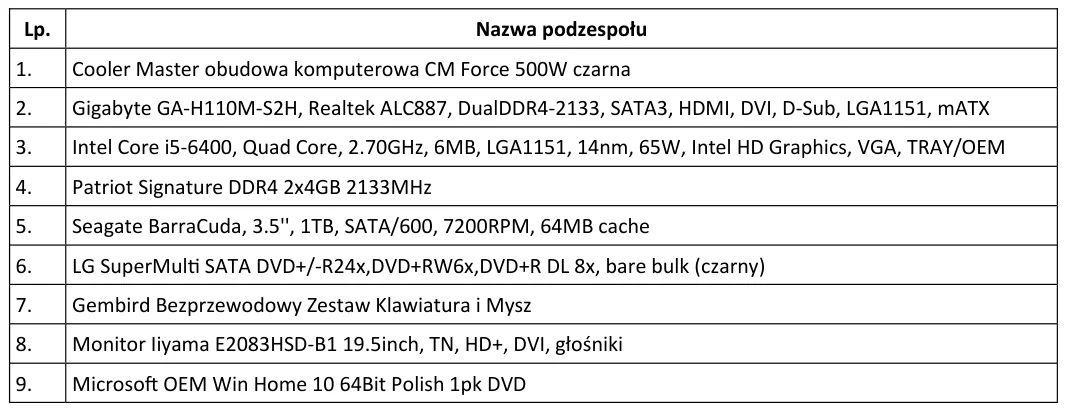 Lp. Nazwa podzespołu
1. Cooler Master obudowa komputerowa CM Force 500W czarna
2. Gigabyte GA-H110M-S2H, Realtek ALC887, DualDDR4-2133, SATA3, HDMI, DVI, D-Sub, LGA1151, mATX
3. Intel Core i5-6400, Quad Core, 2.70GHz, 6MB, LGA1151, 14nm, 65W, Intel HD Graphics, VGA, TRAY/OEM
4. Patriot Signature DDR4 2x4GB 2133MHz
5. Seagate BarraCuda, 3.5'', 1TB, SATA/600, 7200RPM, 64MB cache
6. LG SuperMulti SATA DVD+/-R24x,DVD+RW6x,DVD+R DL 8x, bare bulk (czarny)
7. Gembird Bezprzewodowy Zestaw Klawiatura i Mysz
8. Monitor Iiyama E2083HSD-B1 19.5inch, TN, HD+, DVI, głośniki
9. Microsoft OEM Win Home 10 64Bit Polish 1pk DVD